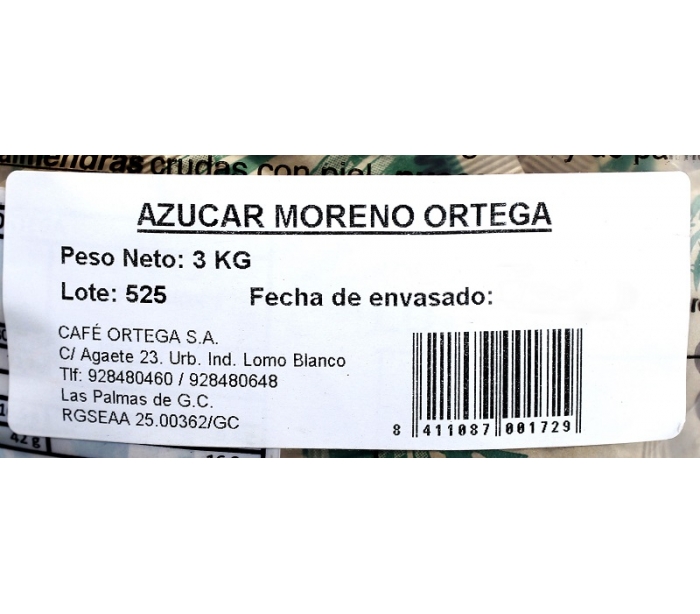 almendras crudas con piel,
AZUCAR MORENO ORTEGA
Peso Neto: 3 KG
Lote: 525 Fecha de envasado:
CAFÉ ORTEGA S.A.
C/ Agaete 23. Urb. Ind. Lomo Blanco
Tlf: 928480460 / 928480648
Las Palmas de G.C.
RGSEAA 25.00362/GC
8 411087 001729
42 g